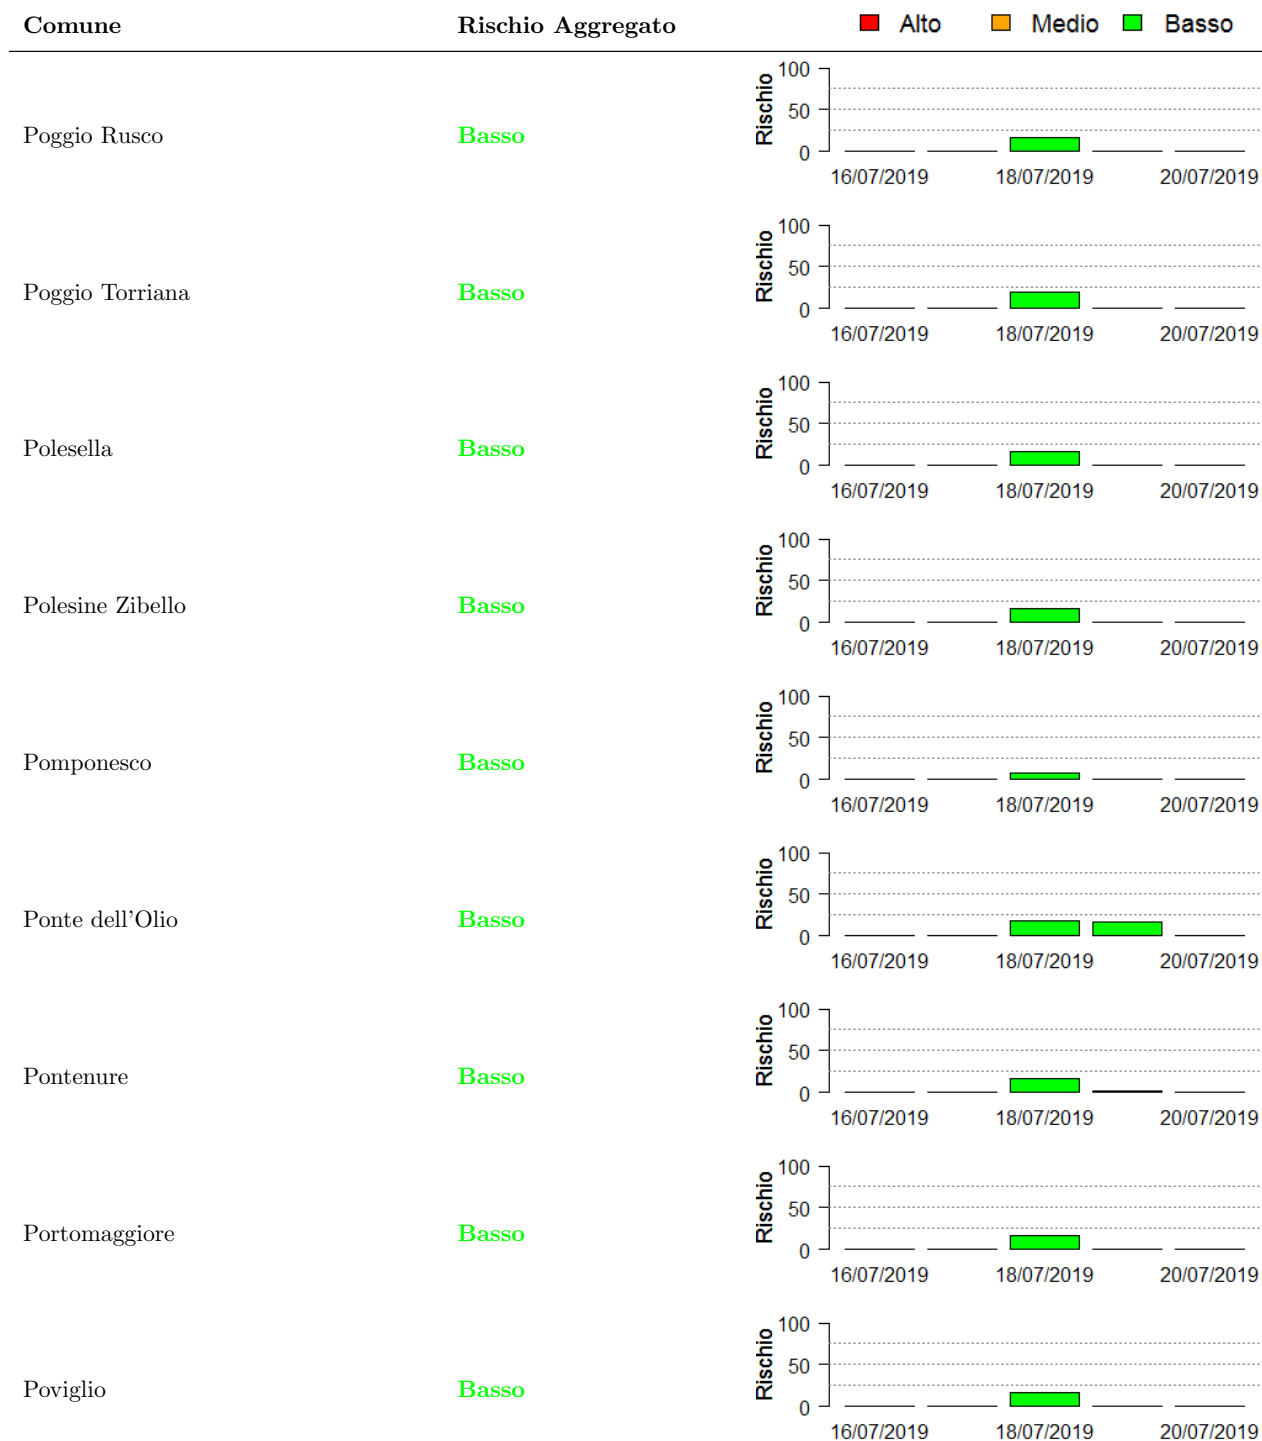 Comune Rischio Aggregato Alto Medio Basso
100
50
0
Rischio
Poggio Rusco Basso
16/07/2019 18/07/2019 20/07/2019
100
50
0
Rischio
Poggio Torriana Basso
16/07/2019 18/07/2019 20/07/2019
100
50
0
Rischio
Polesella Basso
16/07/2019 18/07/2019 20/07/2019
100
50
0
Rischio
Polesine Zibello Basso
16/07/2019 18/07/2019 20/07/2019
100
50
0
Rischio
Pomponesco Basso
16/07/2019 18/07/2019 20/07/2019
100
50
0
Rischio
Ponte dell'Olio Basso
16/07/2019 18/07/2019 20/07/2019
100
50
0
Rischio
Pontenure Basso
16/07/2019 18/07/2019 20/07/2019
100
50
0
Rischio
Portomaggiore Basso
16/07/2019 18/07/2019 20/07/2019
100
50
0
Rischio
Poviglio Basso
16/07/2019 18/07/2019 20/07/2019